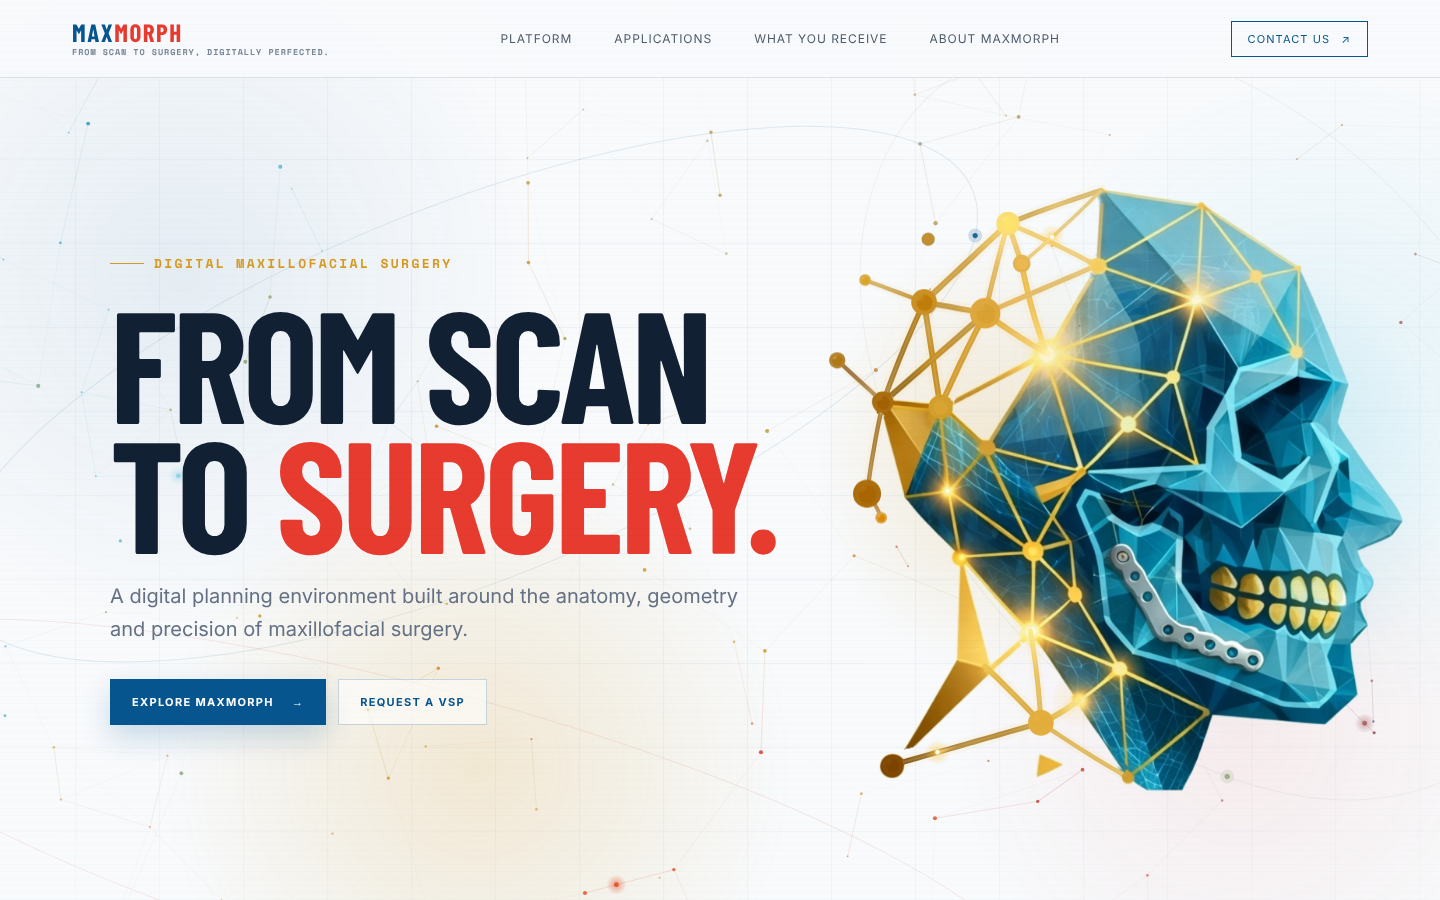 MAXMORPH
FROM SCAN TO SURGERY, DIGITALLY PERFECTED.
PLATFORM
APPLICATIONS
WHAT YOU RECEIVE
ABOUT MAXMORPH
CONTACT US ↗
DIGITAL MAXILLOFACIAL SURGERY
FROM SCAN
TO SURGERY.
A digital planning environment built around the anatomy, geometry
and precision of maxillofacial surgery.
EXPLORE MAXMORPH →
REQUEST A VSP